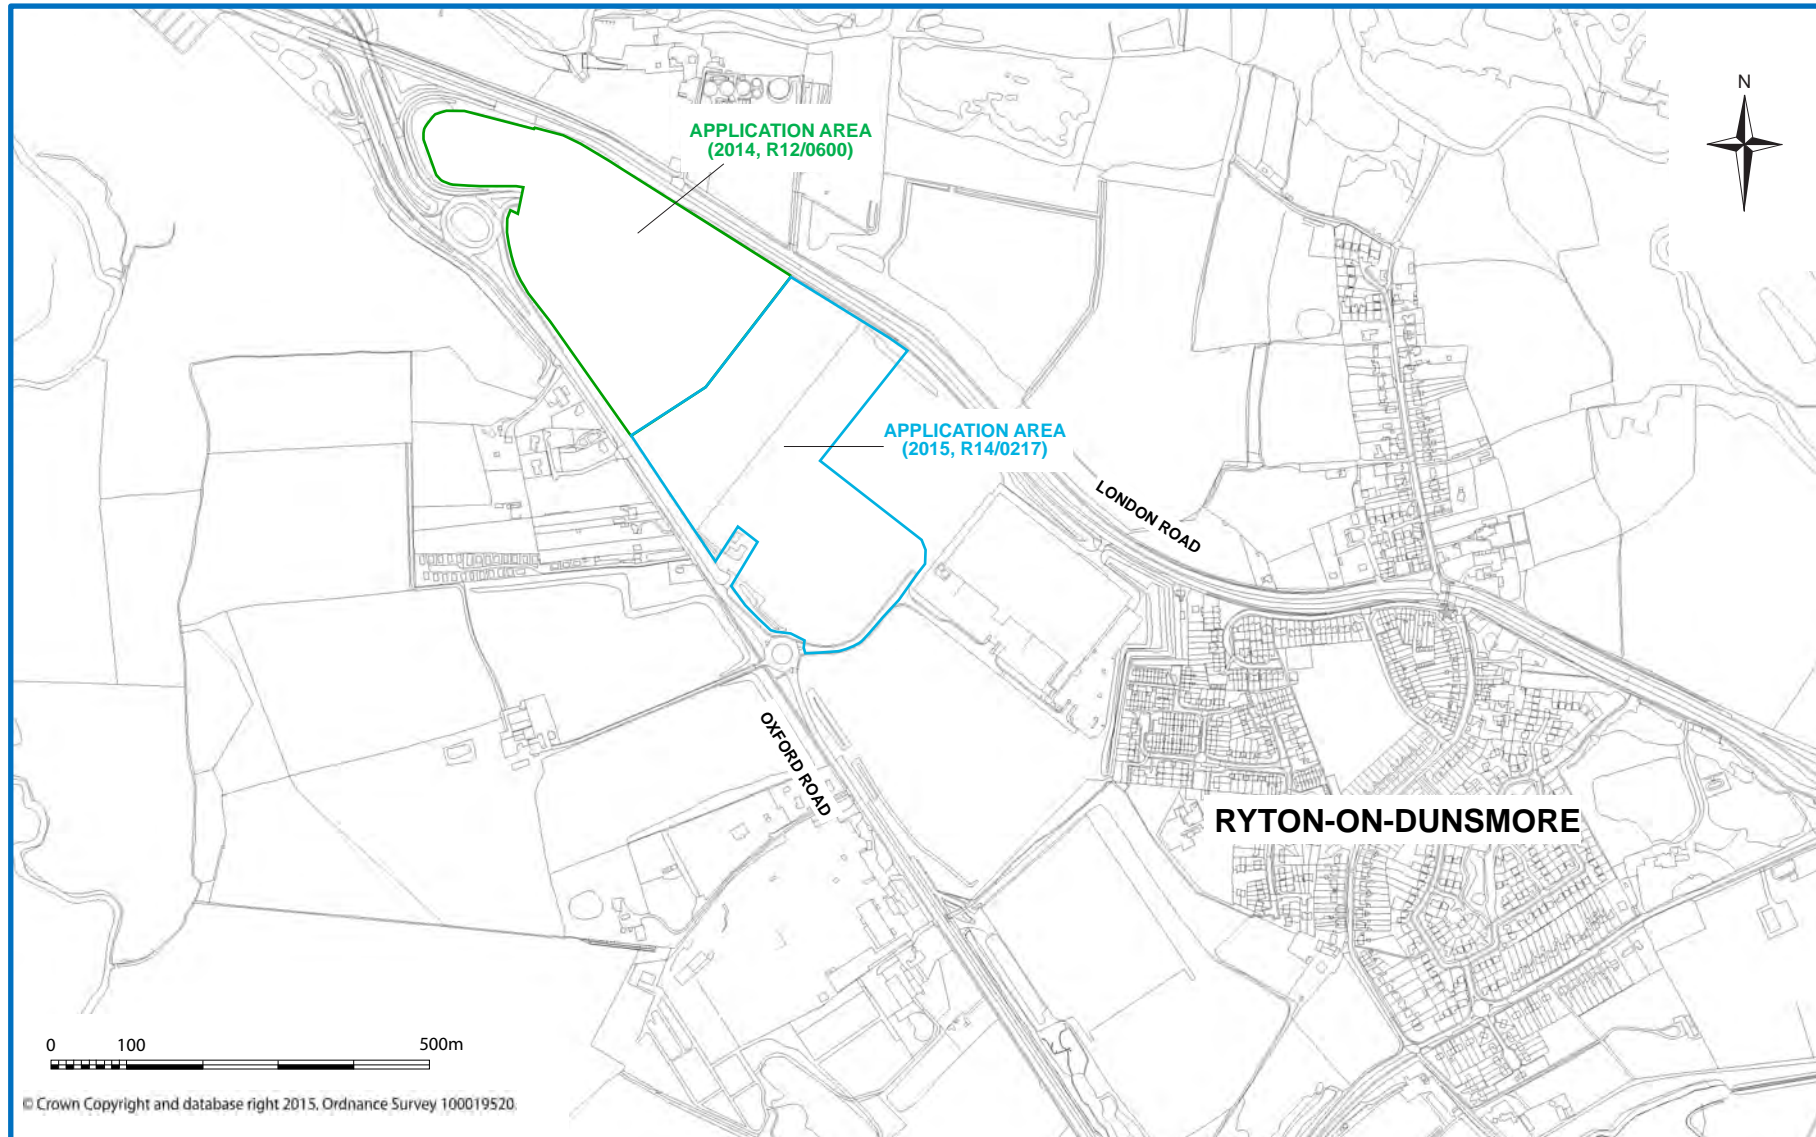 N
APPLICATION AREA
(2014, R12/0600)
APPLICATION AREA
(2015, R14/0217)
LONDON ROAD
OXFORD ROAD
RYTON-ON-DUNSMORE
0 100 500m
© Crown Copyright and database right 2015. Ordnance Survey 100019520